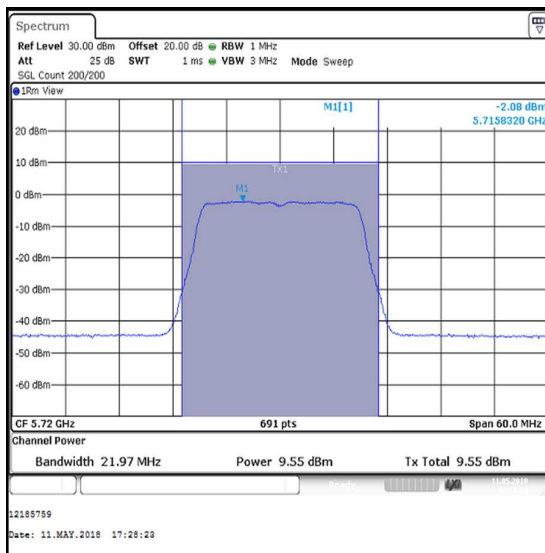 Spectrum
Ref Level 30.00 dBm Offset 20.00 dB RBW 1 MHz
Att 25 dB SWT 1 ms VBW 3 MHz Mode Sweep
SGL Count 200/200
1Rm View
M1[1] -2.08 dBm
5.7158320 GHz
20 dBm
10 dBm
TX1
M1
0 dBm
-10 dBm
-20 dBm
-30 dBm
-40 dBm
-50 dBm
-60 dBm
CF 5.72 GHz 691 pts Span 60.0 MHz
Channel Power
Bandwidth 21.97 MHz Power 9.55 dBm Tx Total 9.55 dBm
Ready 11.05.2018
12185759
Date: 11.MAY.2018 17:28:23